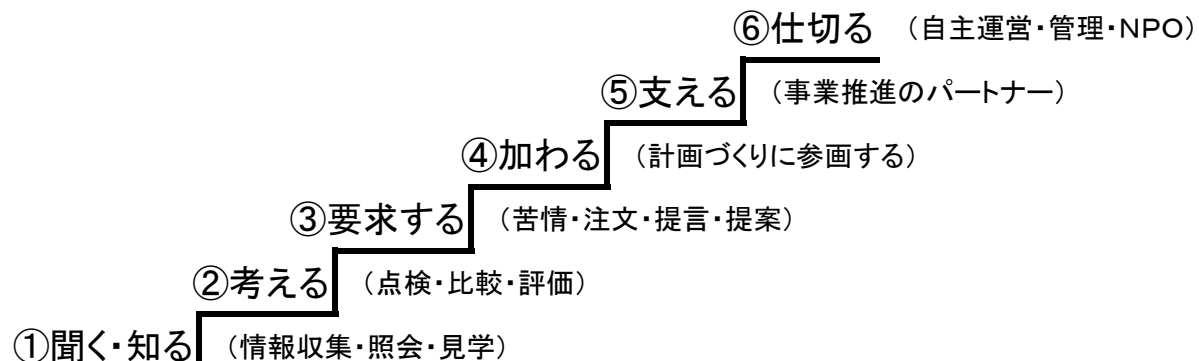 ⑥仕切る （自主運営・管理・ＮＰＯ）
⑤支える （事業推進のパートナー）
④加わる （計画づくりに参画する）
③要求する （苦情・注文・提言・提案）
②考える （点検・比較・評価）
①聞く・知る （情報収集・照会・見学）